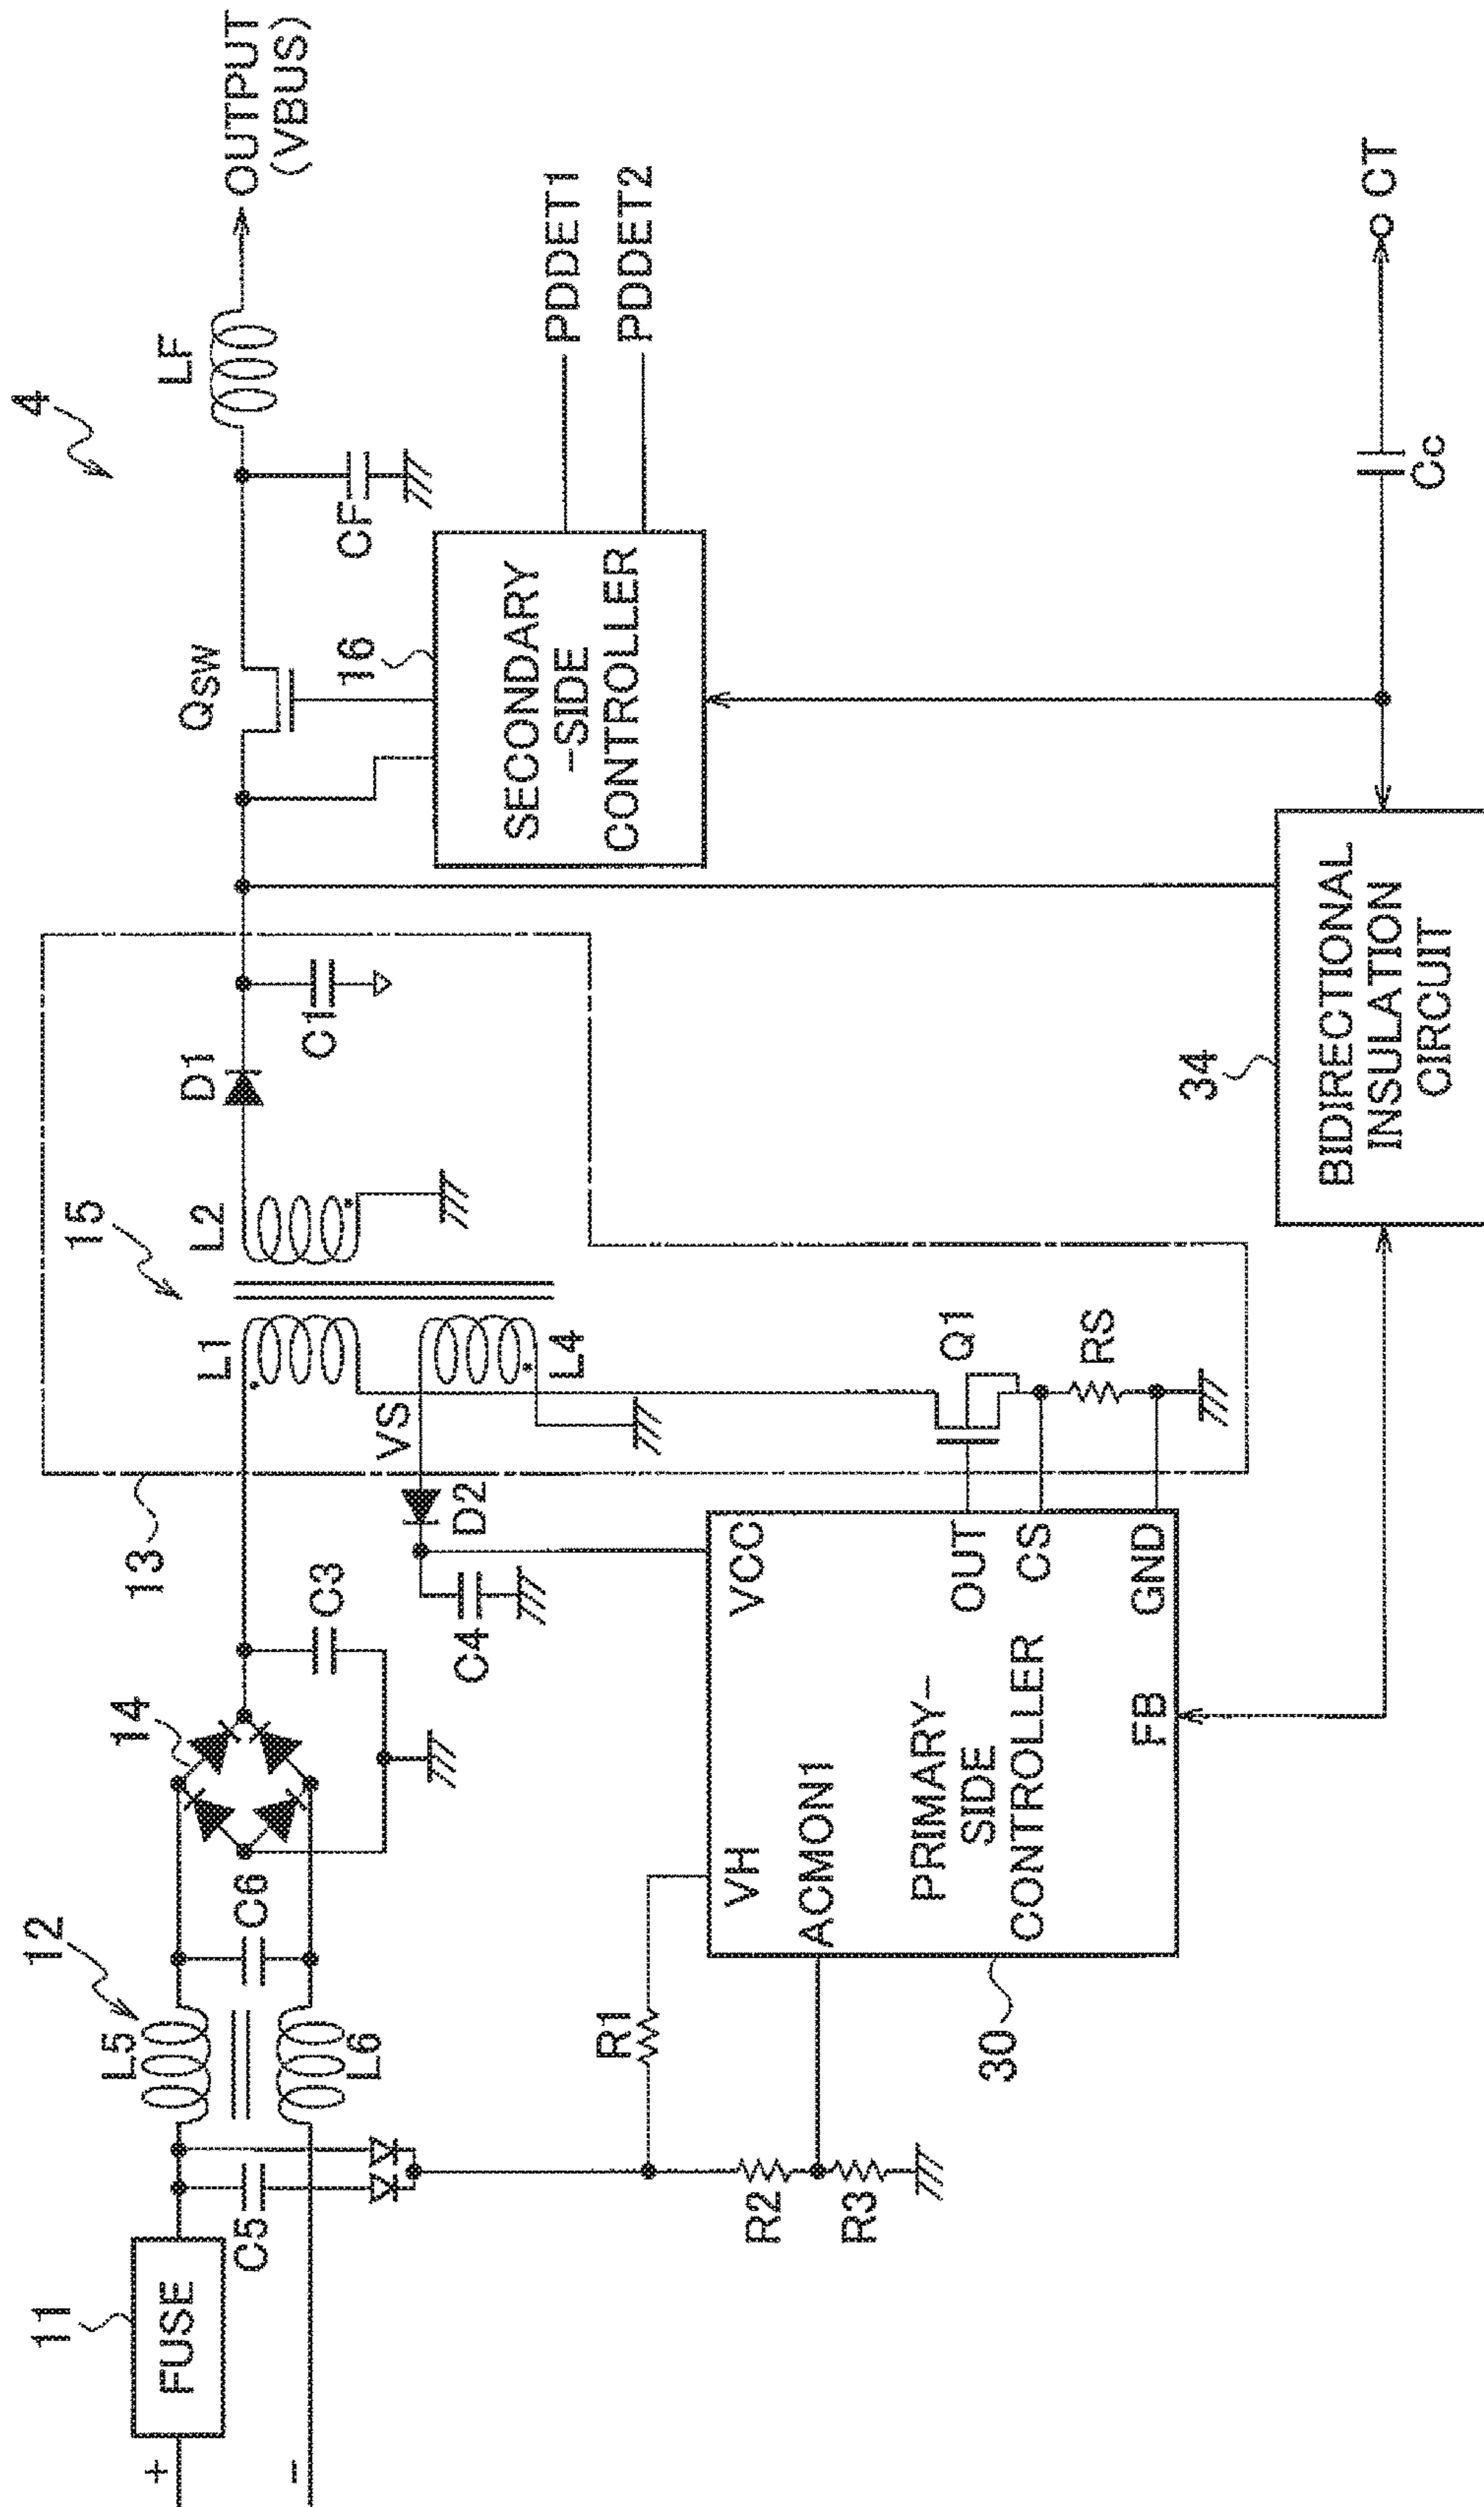 4
OUTPUT
(VBUS)
LF
QSW
CF
16
SECONDARY
-SIDE
CONTROLLER
PDDET1
PDDET2
D1
C1
15
L2
L1
L4
VS
13
D2
C4
C3
14
12
L5
L6
C6
C5
11
FUSE
+
−
R1
R2
R3
VH
ACMON1
VCC
OUT
CS
GND
FB
PRIMARY-
SIDE
CONTROLLER
30
Q1
RS
34
BIDIRECTIONAL
INSULATION
CIRCUIT
Cc
CT